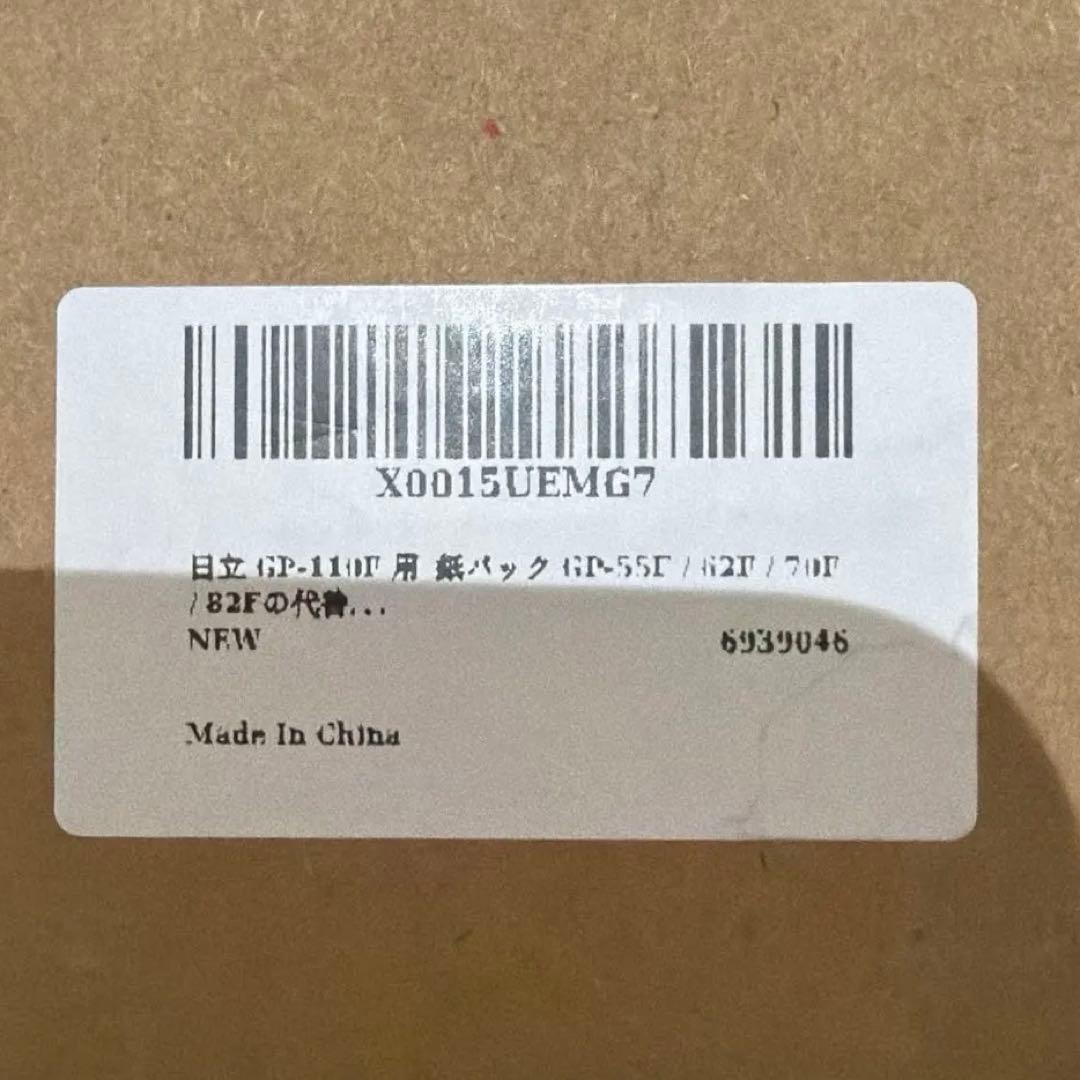 X0015UEMG7
日立 GP-110F 用 紙パック GP-55F / 62F / 70F
/ 82Fの代替...
NEW 6939046
Made In China